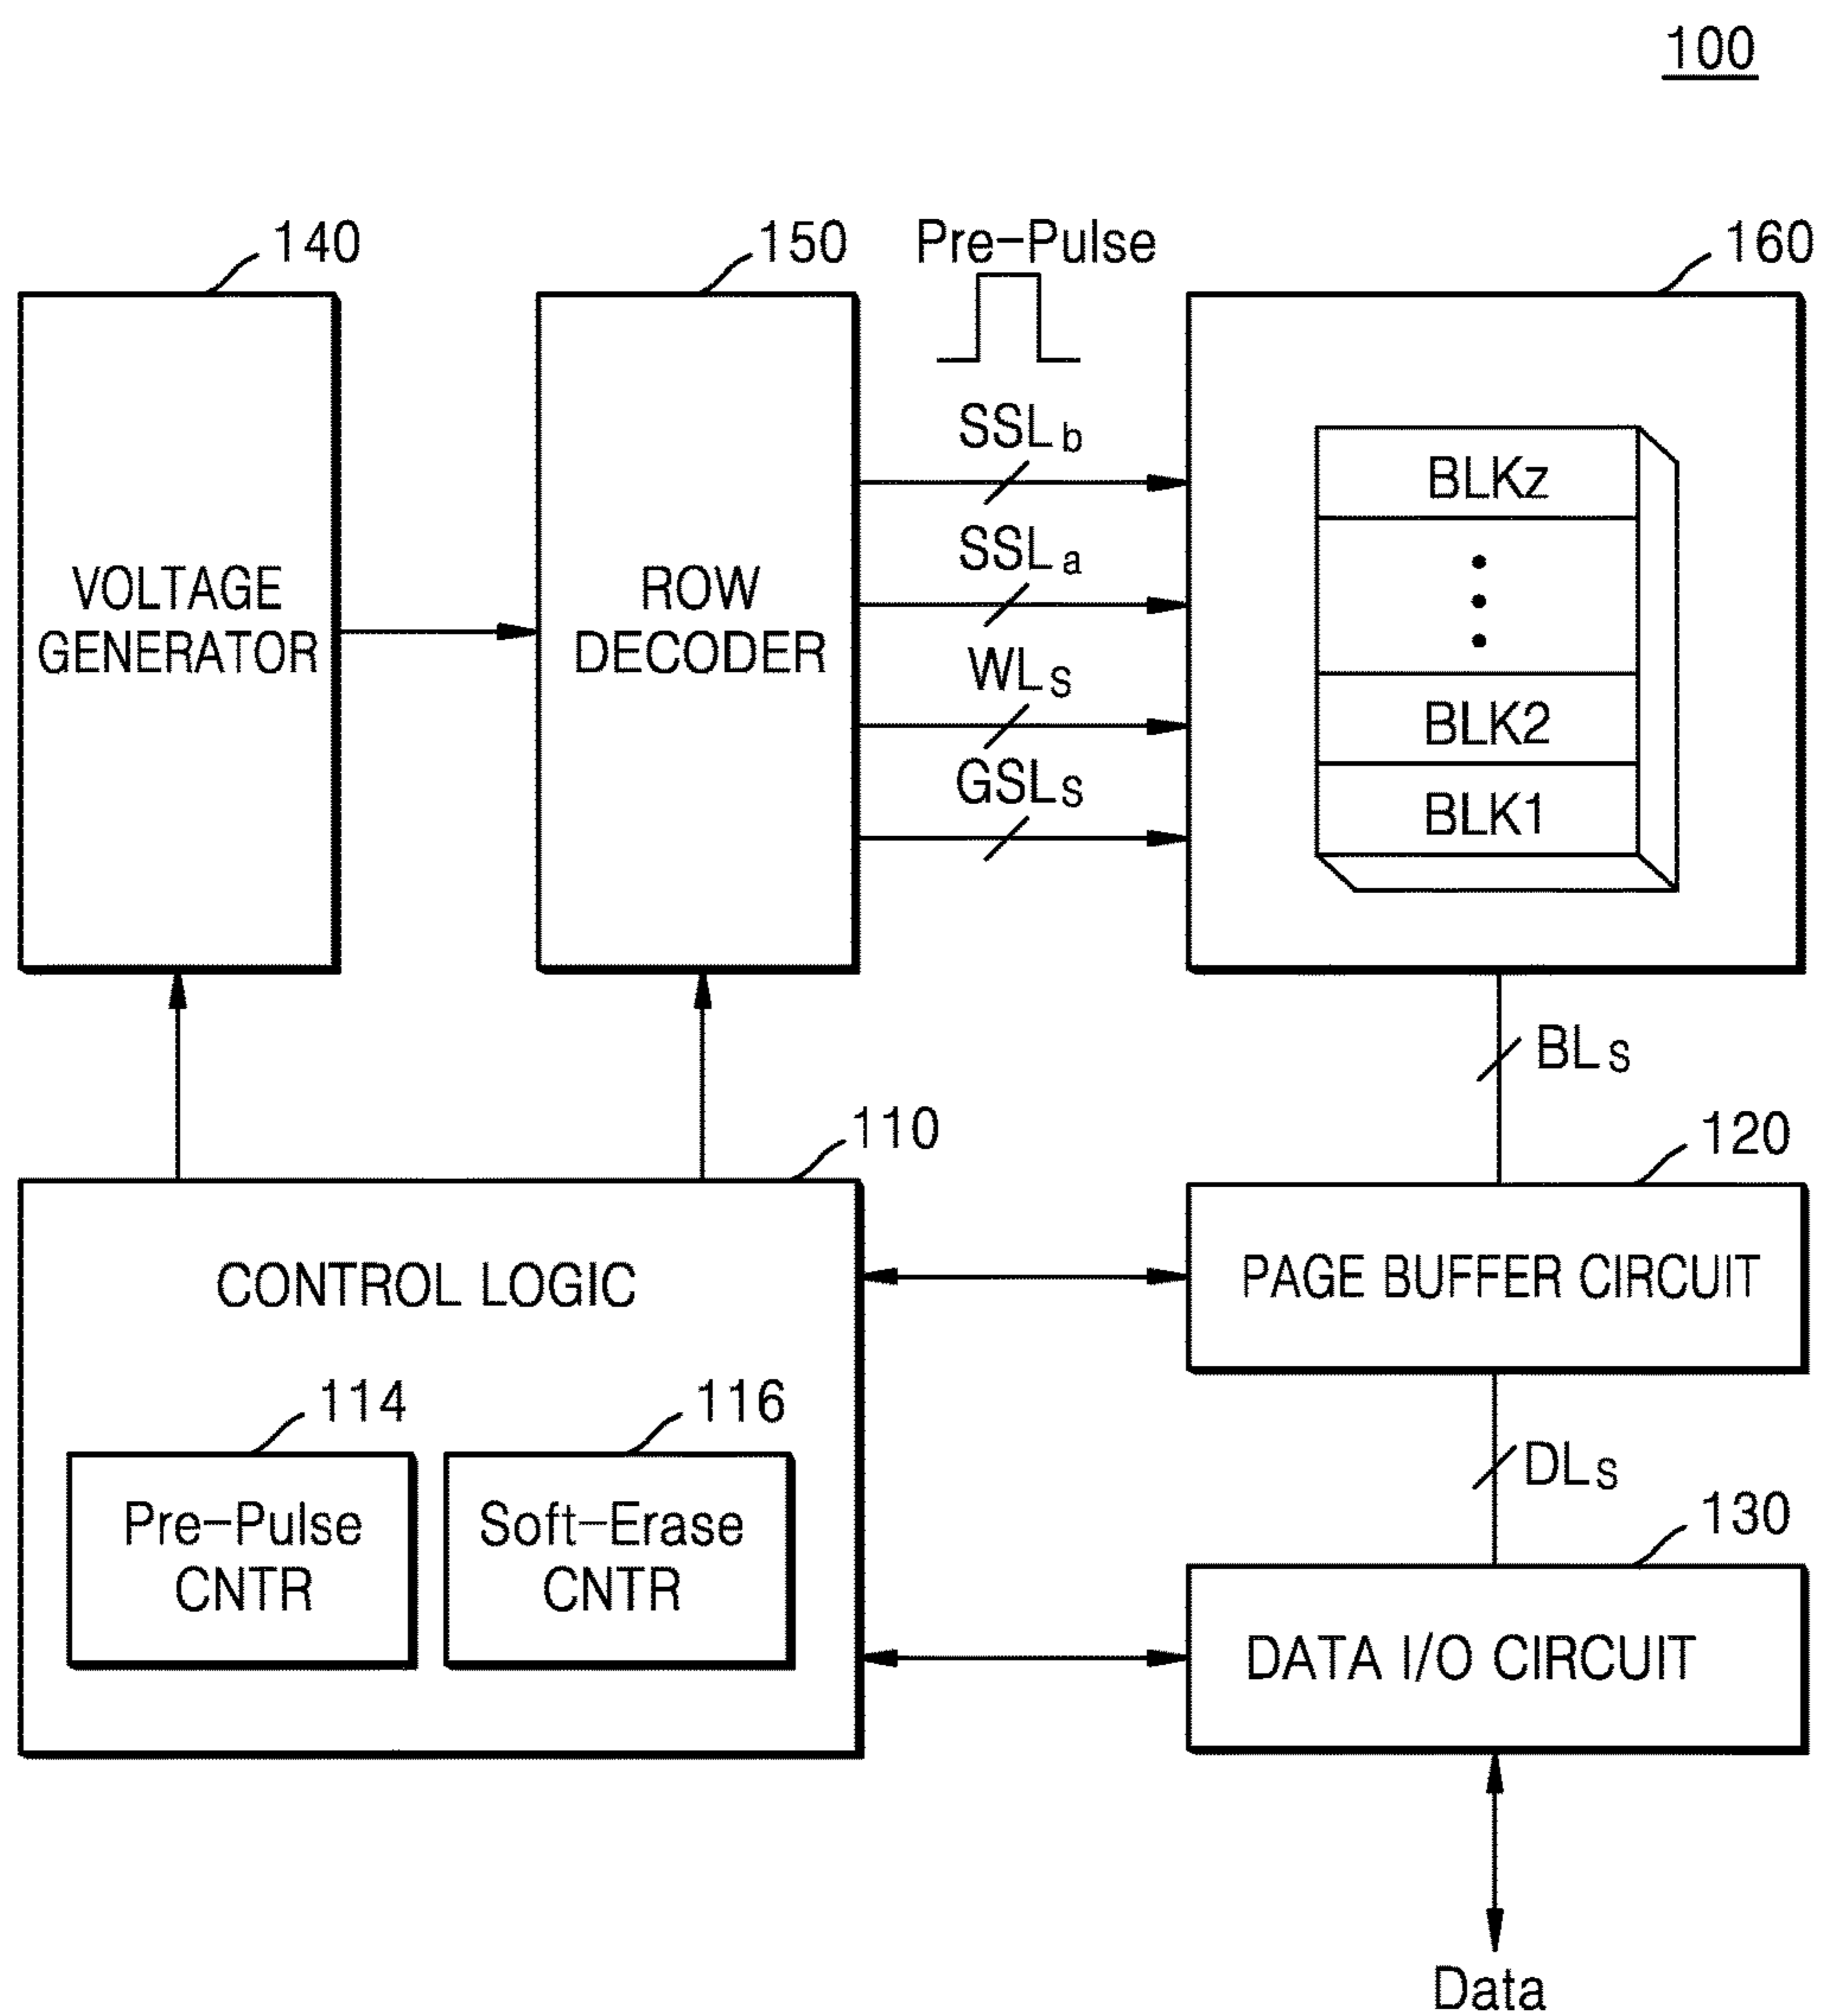 100
140
150
Pre-Pulse
160
SSLb
SSLa
WLs
GSLs
VOLTAGE
GENERATOR
ROW
DECODER
BLKz
BLK2
BLK1
BLs
110
120
CONTROL LOGIC
PAGE BUFFER CIRCUIT
114
116
Pre-Pulse
CNTR
Soft-Erase
CNTR
DLs
130
DATA I/O CIRCUIT
Data